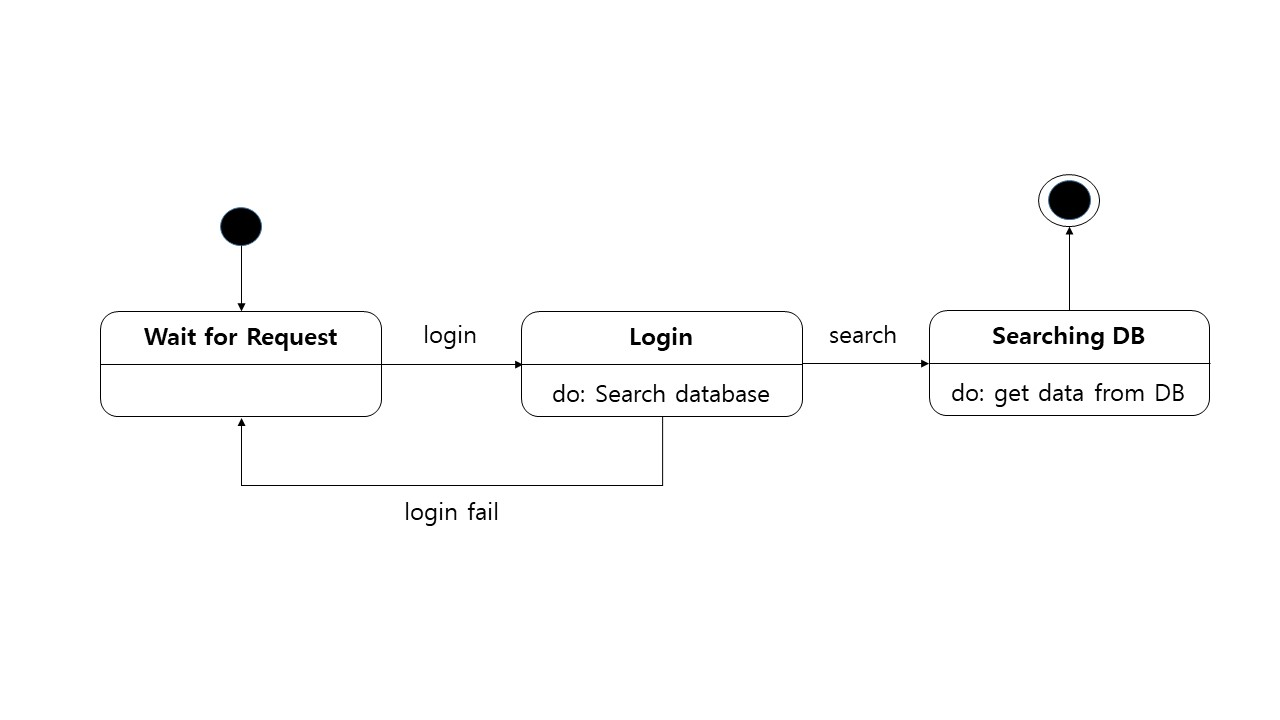 Wait for Request
login
Login
do: Search database
search
Searching DB
do: get data from DB
login fail